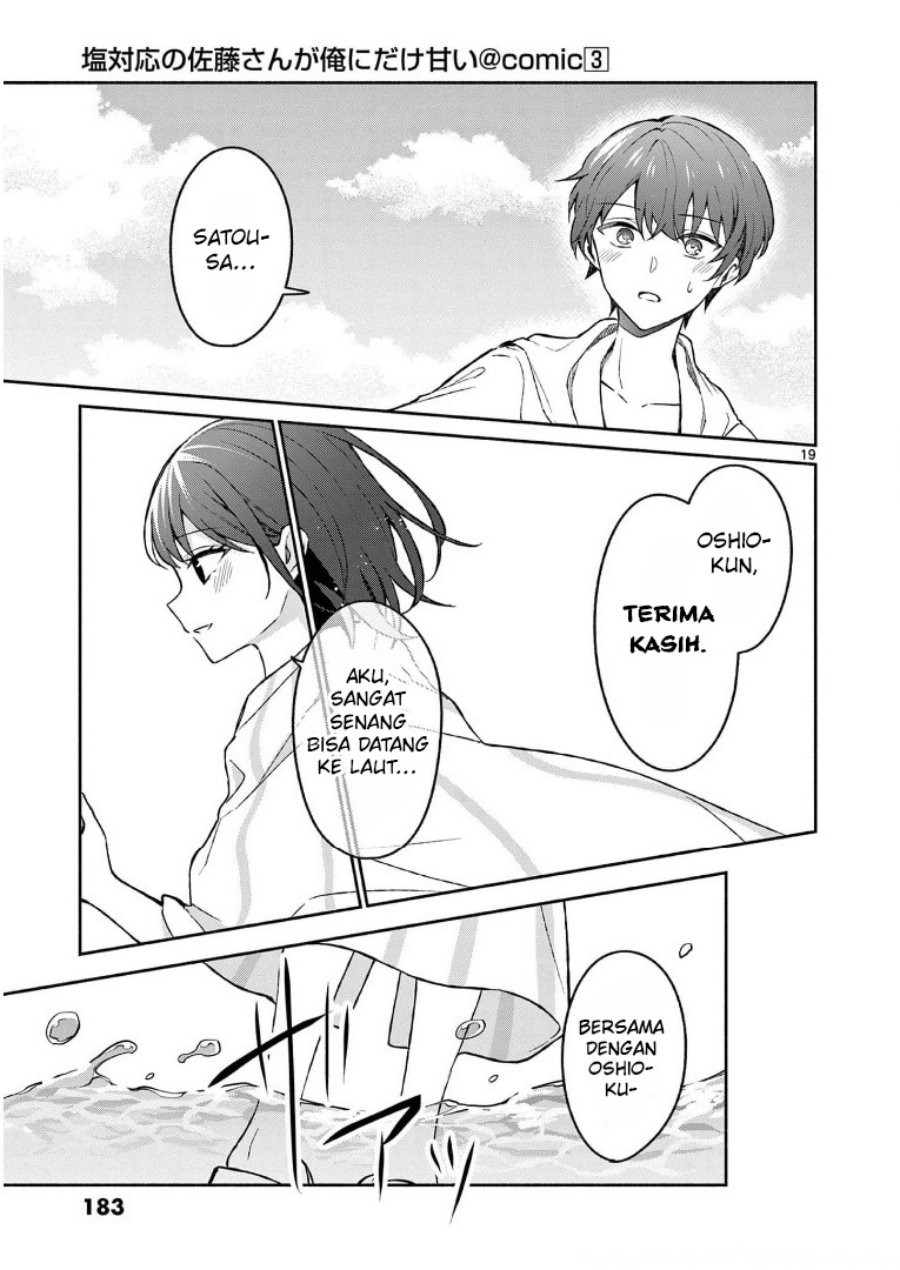 塩対応の佐藤さんが俺にだけ甘い@comic3
SATOU-
SA...
19
OSHIO-
KUN,
TERIMA
KASIH.
AKU,
SANGAT
SENANG
BISA DATANG
KE LAUT...
BERSAMA
DENGAN
OSHIO-
KU-
183